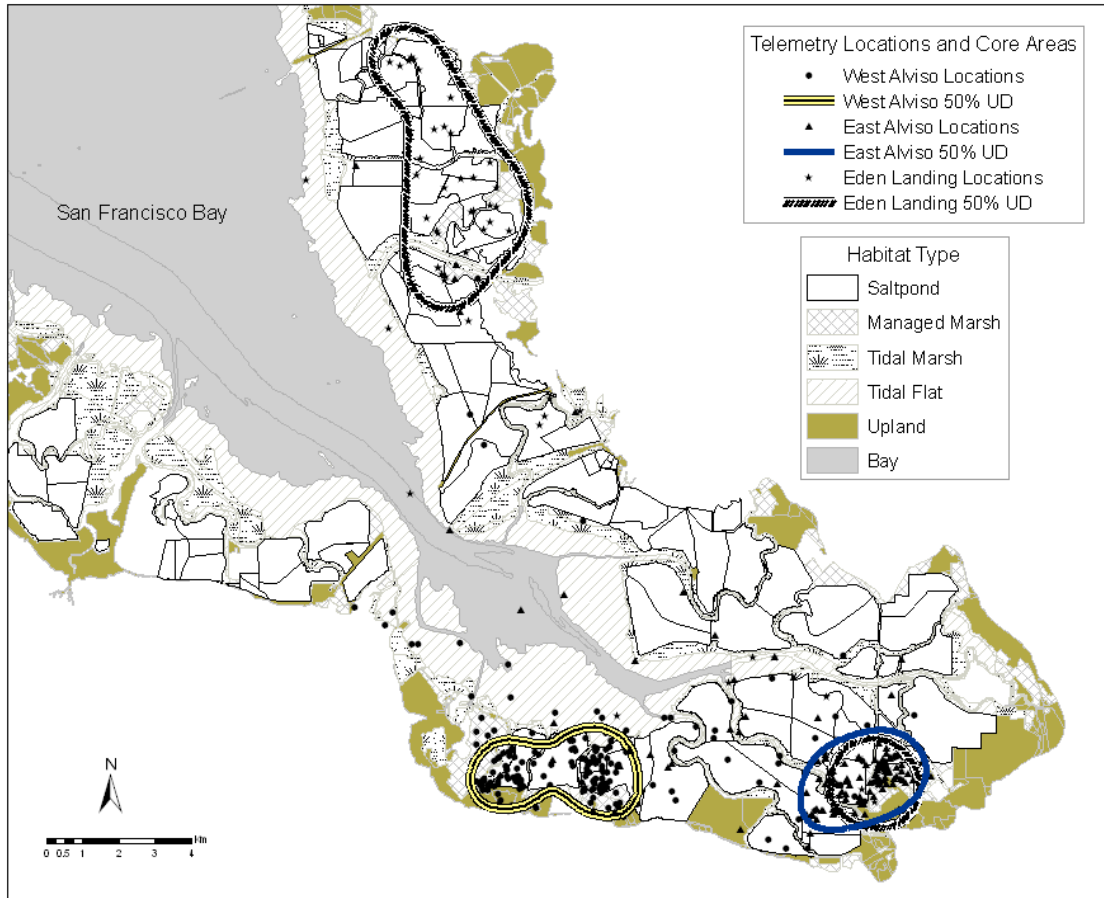 Telemetry Locations and Core Areas
West Alviso Locations
West Alviso 50% UD
East Alviso Locations
East Alviso 50% UD
Eden Landing Locations
Eden Landing 50% UD
San Francisco Bay
Habitat Type
Saltpond
Managed Marsh
Tidal Marsh
Tidal Flat
Upland
Bay
N
km
0 0.5 1 2 3 4